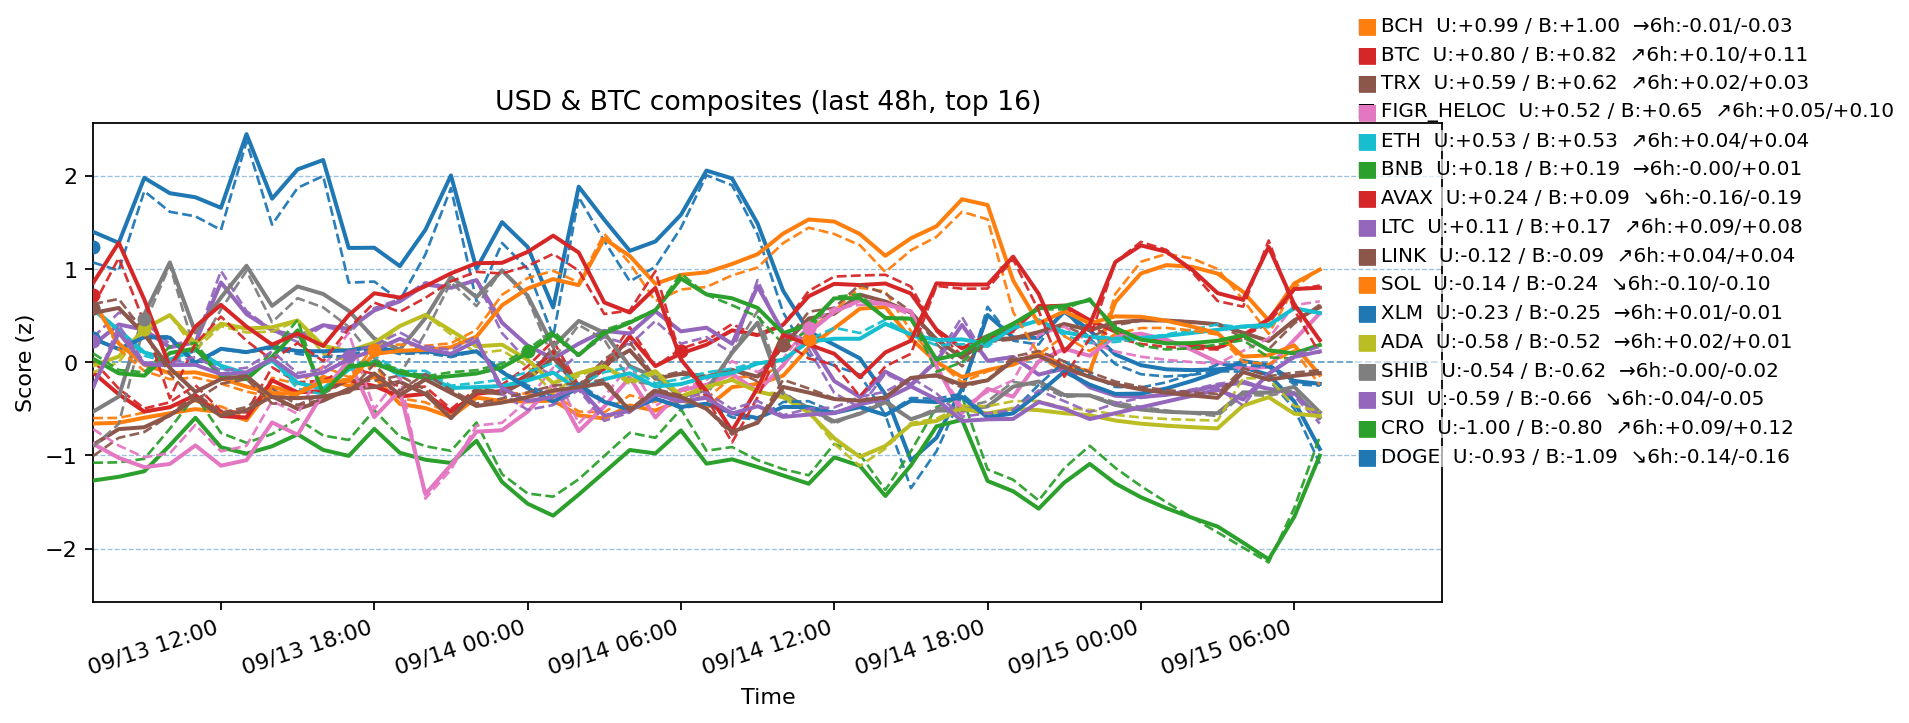 BCH U:+0.99 / B:+1.00 →6h:-0.01/-0.03
BTC U:+0.80 / B:+0.82 ↗6h:+0.10/+0.11
TRX U:+0.59 / B:+0.62 ↗6h:+0.02/+0.03
FIGR_HELOC U:+0.52 / B:+0.65 ↗6h:+0.05/+0.10
ETH U:+0.53 / B:+0.53 ↗6h:+0.04/+0.04
BNB U:+0.18 / B:+0.19 →6h:-0.00/+0.01
AVAX U:+0.24 / B:+0.09 ↘6h:-0.16/-0.19
LTC U:+0.11 / B:+0.17 ↗6h:+0.09/+0.08
LINK U:-0.12 / B:-0.09 ↗6h:+0.04/+0.04
SOL U:-0.14 / B:-0.24 ↘6h:-0.10/-0.10
XLM U:-0.23 / B:-0.25 →6h:+0.01/-0.01
ADA U:-0.58 / B:-0.52 →6h:+0.02/+0.01
SHIB U:-0.54 / B:-0.62 →6h:-0.00/-0.02
SUI U:-0.59 / B:-0.66 ↘6h:-0.04/-0.05
CRO U:-1.00 / B:-0.80 ↗6h:+0.09/+0.12
DOGE U:-0.93 / B:-1.09 ↘6h:-0.14/-0.16
USD & BTC composites (last 48h, top 16)
Score (z)
2
1
0
−1
−2
09/13 12:00
09/13 18:00
09/14 00:00
09/14 06:00
09/14 12:00
09/14 18:00
09/15 00:00
09/15 06:00
Time